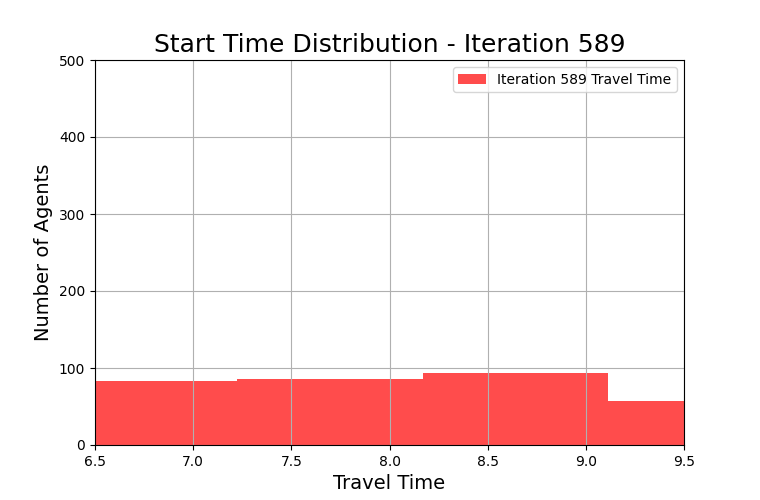 Start Time Distribution - Iteration 589
Iteration 589 Travel Time
Number of Agents
500
400
300
200
100
0
6.5 7.0 7.5 8.0 8.5 9.0 9.5
Travel Time